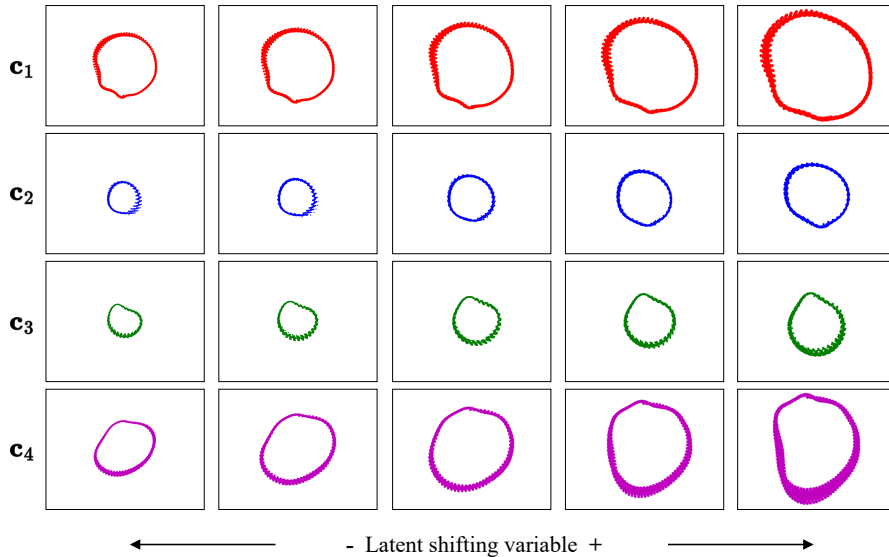 c1
c2
c3
c4
- Latent shifting variable +